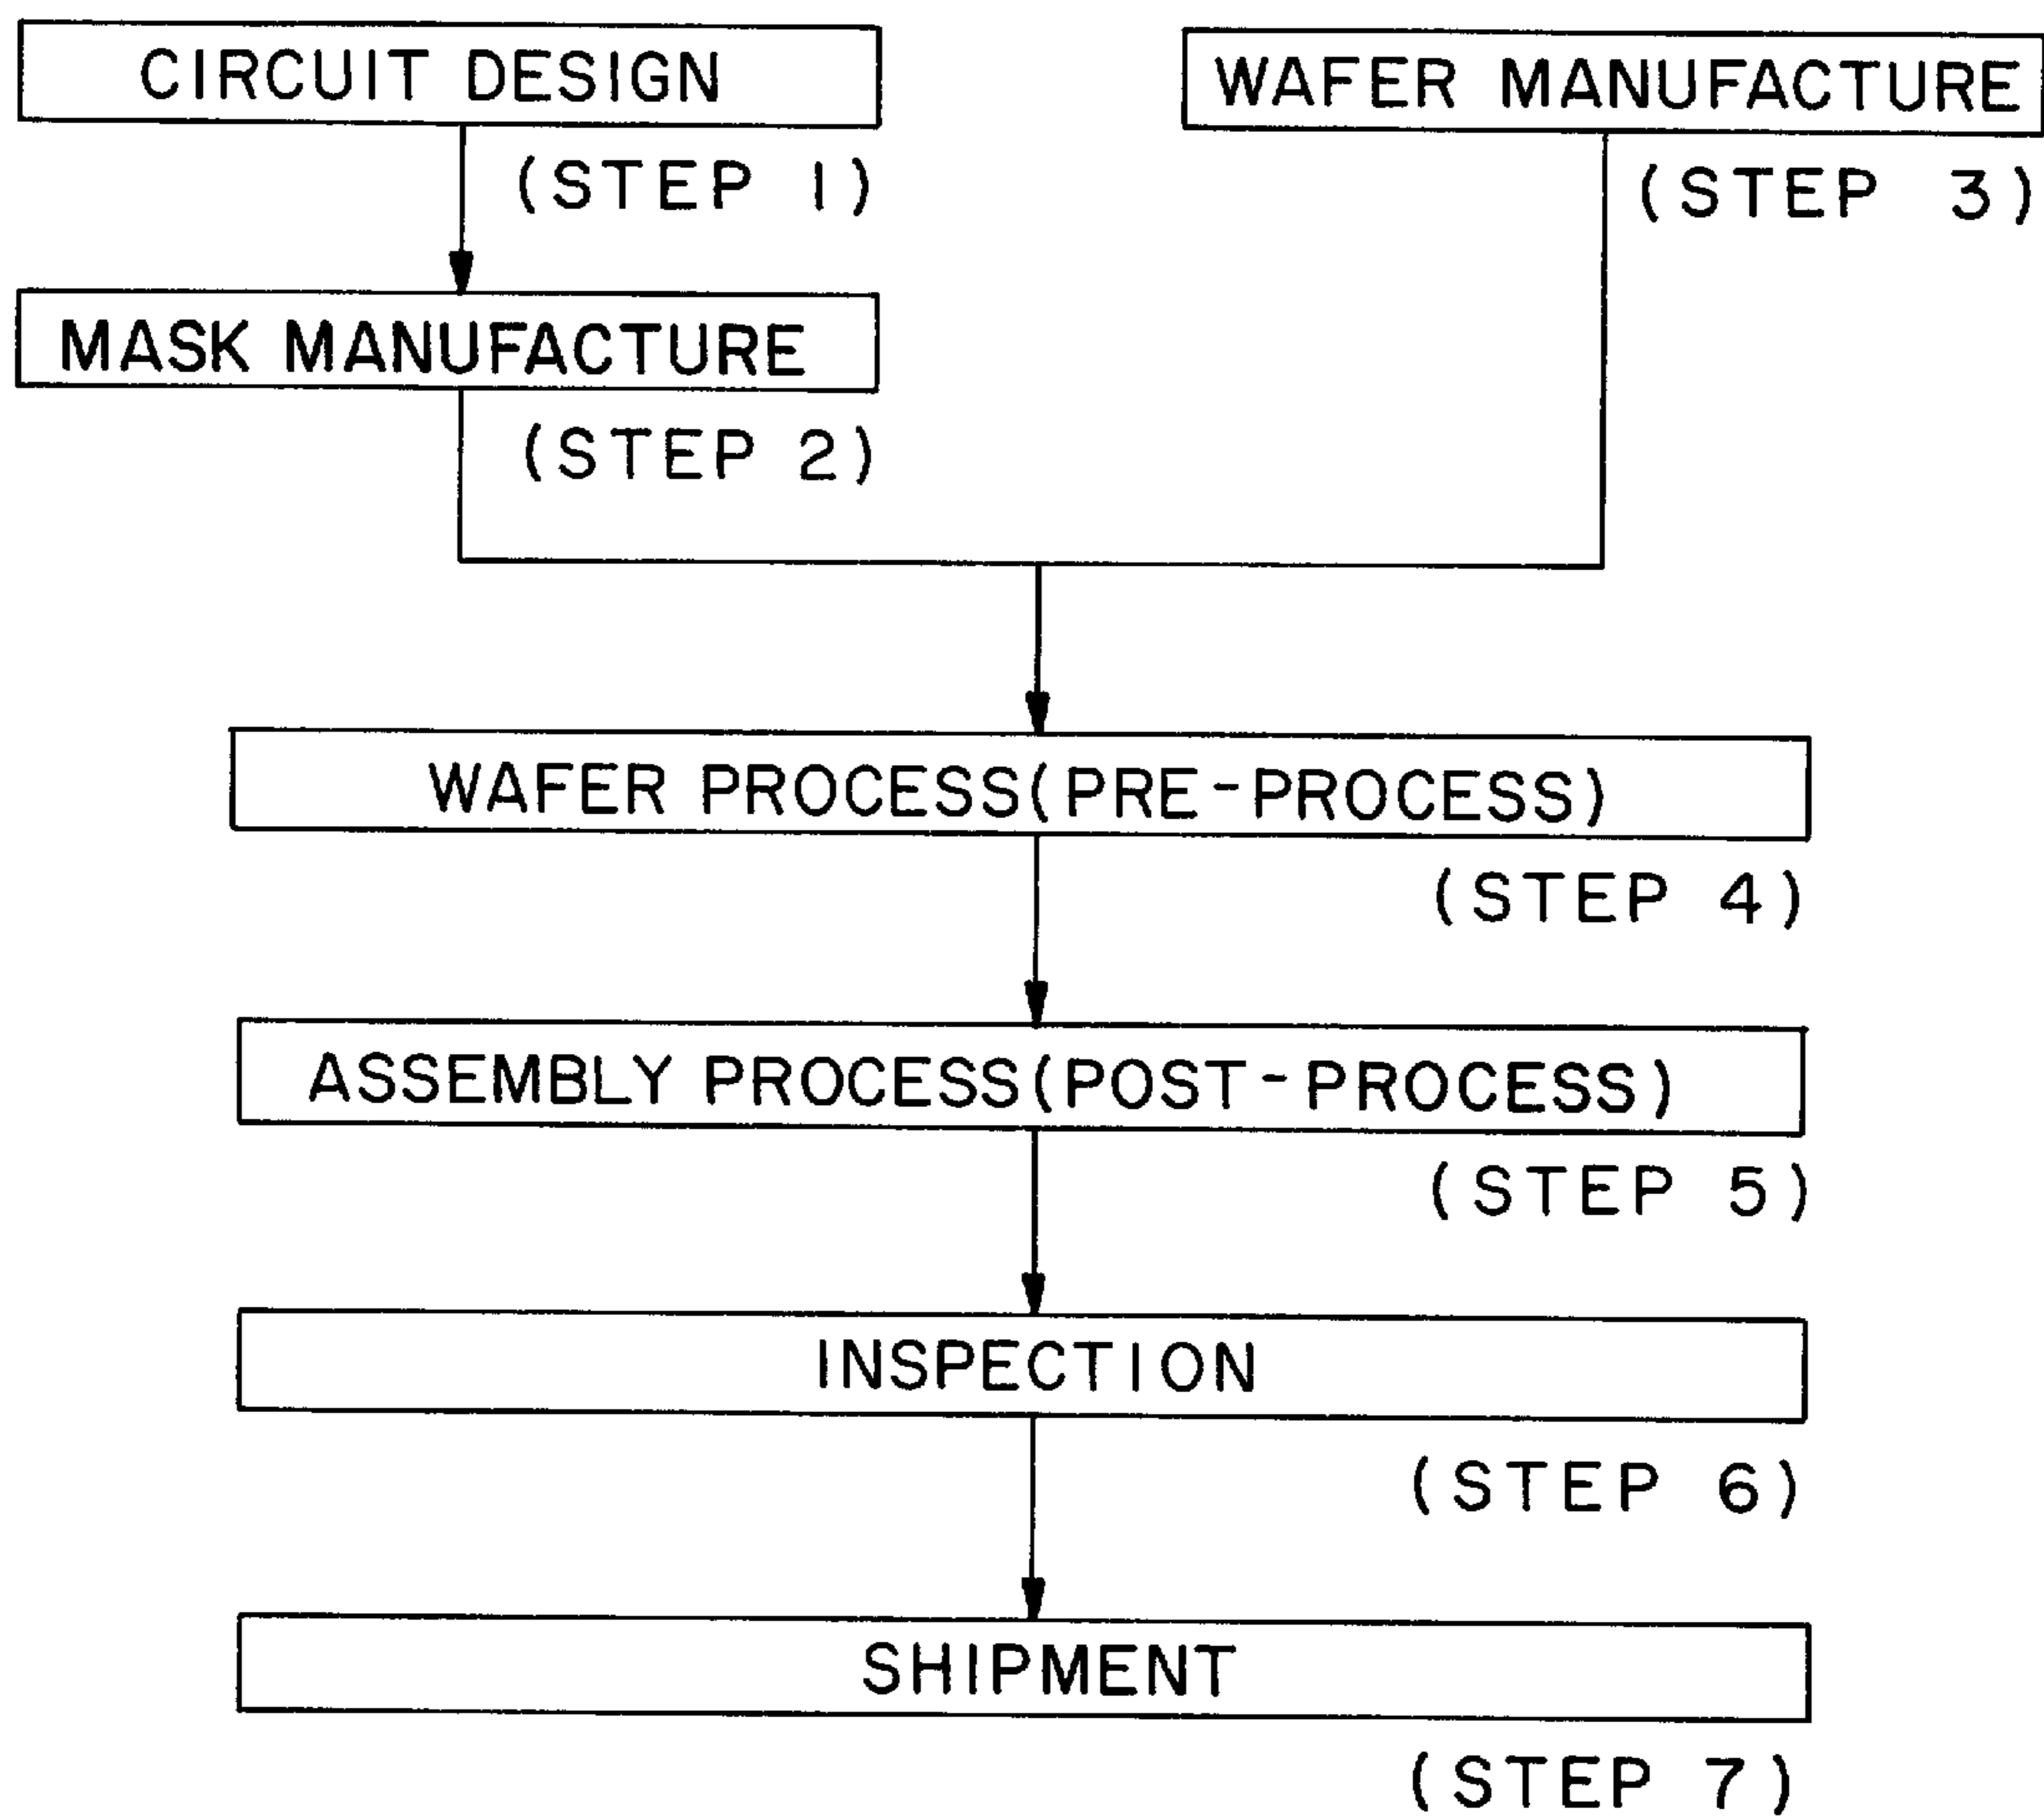 CIRCUIT DESIGN
(STEP 1)
MASK MANUFACTURE
(STEP 2)
WAFER MANUFACTURE
(STEP 3)
WAFER PROCESS(PRE-PROCESS)
(STEP 4)
ASSEMBLY PROCESS(POST-PROCESS)
(STEP 5)
INSPECTION
(STEP 6)
SHIPMENT
(STEP 7)